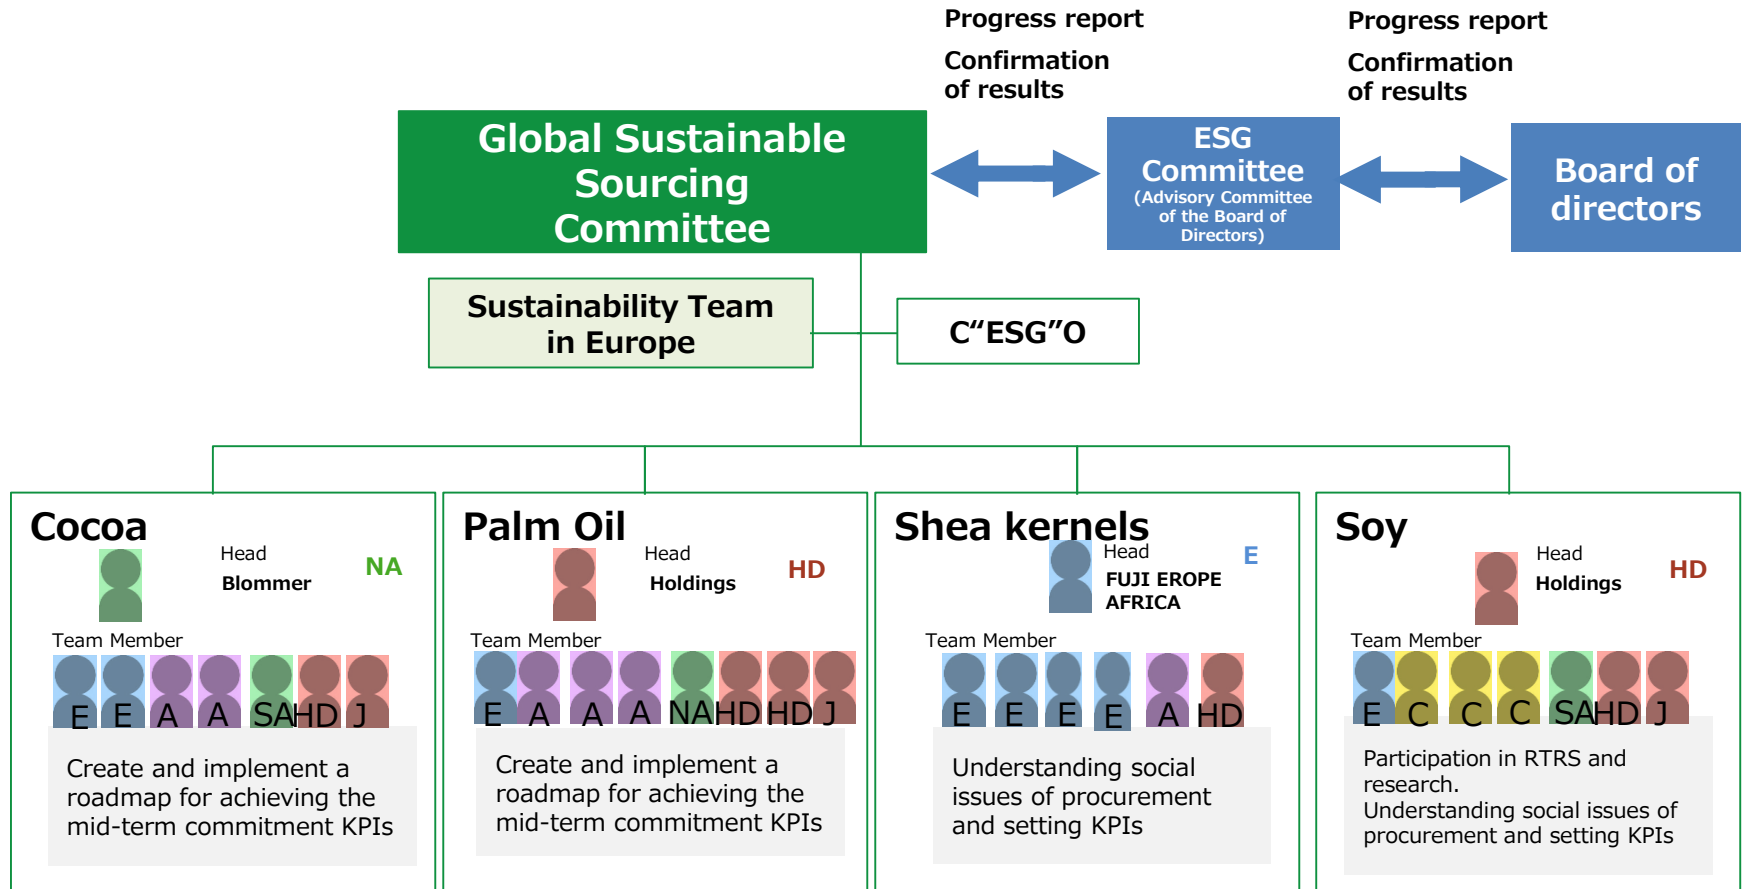 Progress report
Confirmation
of results
Progress report
Confirmation
of results
Global Sustainable
Sourcing
Committee
ESG
Committee
(Advisory Committee
of the Board of
Directors)
Board of
directors
Sustainability Team
in Europe
C“ESG”O
Cocoa
Head
Blommer
NA
Team Member
E E A A SA HD J
Create and implement a
roadmap for achieving the
mid-term commitment KPIs
Palm Oil
Head
Holdings
HD
Team Member
E A A A NA HD HD J
Create and implement a
roadmap for achieving the
mid-term commitment KPIs
Shea kernels
Head
FUJI EROPE
AFRICA
E
Team Member
E E E E A HD
Understanding social
issues of procurement
and setting KPIs
Soy
Head
Holdings
HD
Team Member
E C C C SA HD J
Participation in RTRS and
research.
Understanding social issues of
procurement and setting KPIs